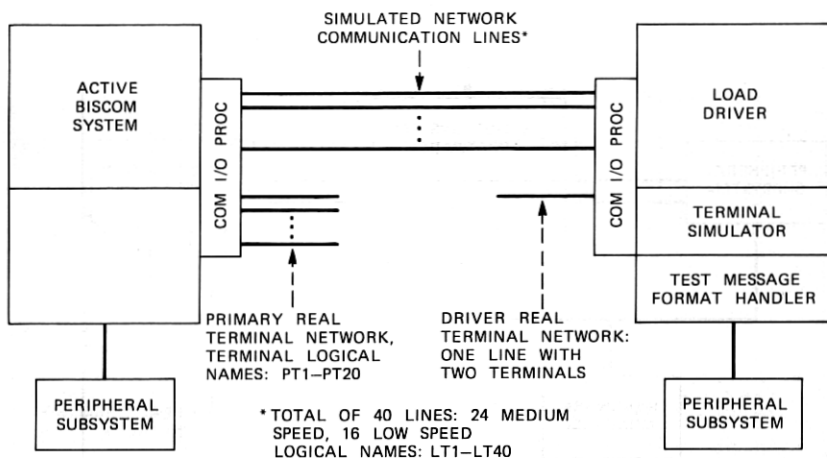 SIMULATED NETWORK
COMMUNICATION LINES*
ACTIVE
BISCOM
SYSTEM
COM I/O PROC
COM I/O PROC
LOAD
DRIVER
TERMINAL
SIMULATOR
TEST MESSAGE
FORMAT HANDLER
PRIMARY REAL
TERMINAL NETWORK,
TERMINAL LOGICAL
NAMES: PT1–PT20
DRIVER REAL
TERMINAL NETWORK:
ONE LINE WITH
TWO TERMINALS
PERIPHERAL
SUBSYSTEM
*TOTAL OF 40 LINES: 24 MEDIUM
SPEED, 16 LOW SPEED
LOGICAL NAMES: LT1–LT40
PERIPHERAL
SUBSYSTEM